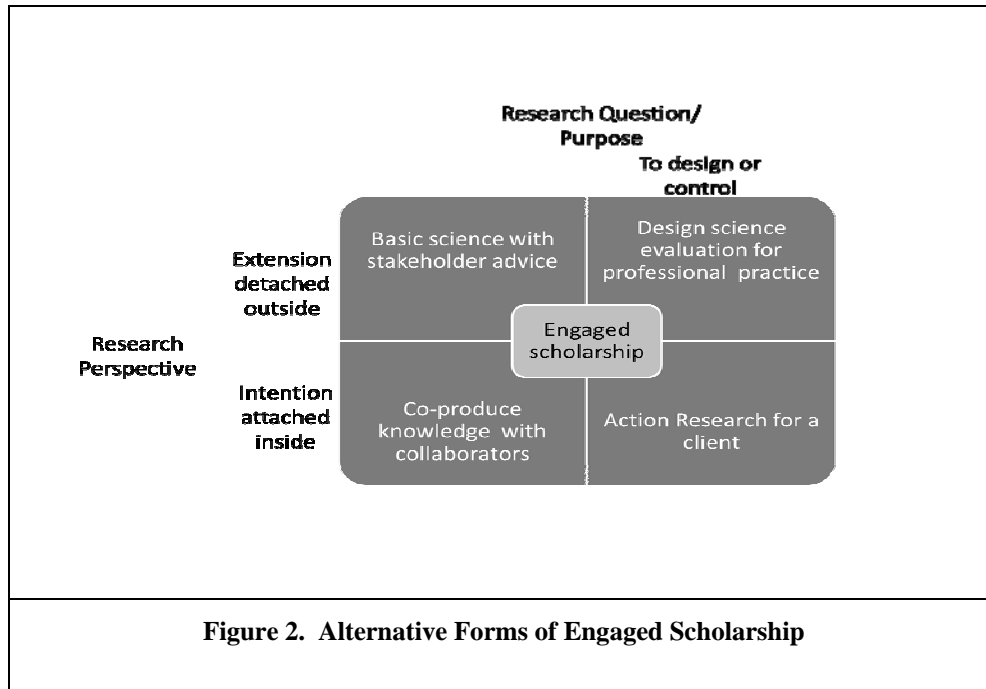 Research Question/
Purpose
To design or
control
Extension
detached
outside
Research
Perspective
Intention
attached
inside
Basic science with
stakeholder advice
Design science
evaluation for
professional practice
Engaged
scholarship
Co-produce
knowledge with
collaborators
Action Research for a
client
Figure 2. Alternative Forms of Engaged Scholarship